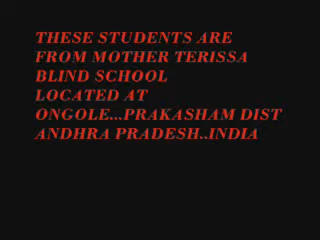 THESE STUDENTS ARE
FROM MOTHER TERISSA
BLIND SCHOOL
LOCATED AT
ONGOLE...PRAKASHAM DIST
ANDHRA PRADESH..INDIA